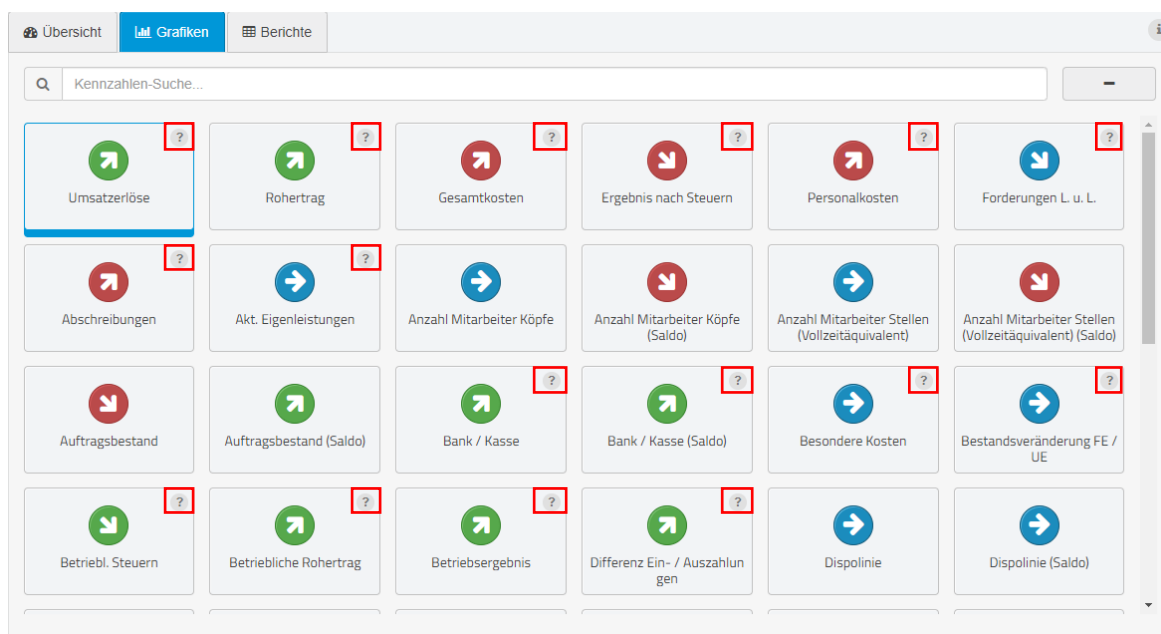 Übersicht
Grafiken
Berichte
i
Kennzahlen-Suche...
?
Umsatzerlöse
?
Rohertrag
?
Gesamtkosten
?
Ergebnis nach Steuern
?
Personalkosten
?
Forderungen L. u. L.
?
Abschreibungen
?
Akt. Eigenleistungen
Anzahl Mitarbeiter Köpfe
Anzahl Mitarbeiter Köpfe
(Saldo)
Anzahl Mitarbeiter Stellen
(Vollzeitäquivalent)
Anzahl Mitarbeiter Stellen
(Vollzeitäquivalent) (Saldo)
Auftragsbestand
Auftragsbestand (Saldo)
?
Bank / Kasse
?
Bank / Kasse (Saldo)
?
Besondere Kosten
?
Bestandsveränderung FE /
UE
?
Betriebl. Steuern
?
Betriebliche Rohertrag
?
Betriebsergebnis
?
Differenz Ein- / Auszahlun
gen
Dispolinie
Dispolinie (Saldo)